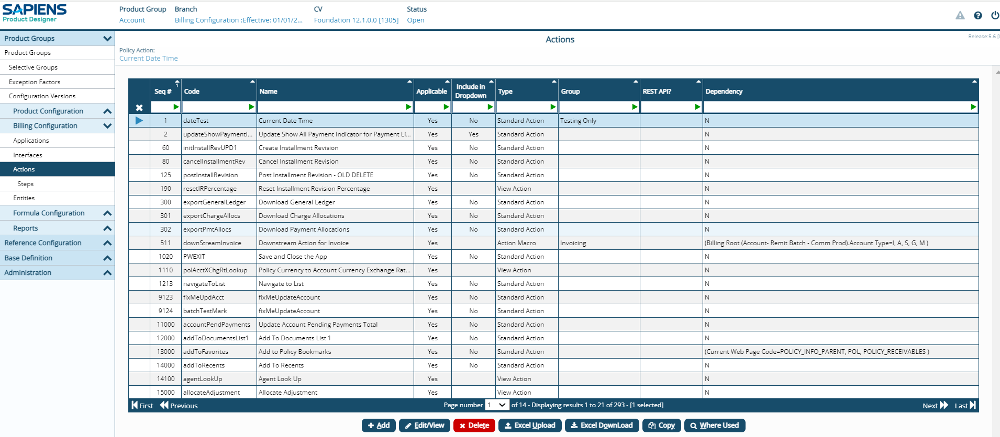 SAPIENS
Product Designer
Product Group Branch CV Status
Account Billing Configuration :Effective: 01/01/2... Foundation 12.1.0.0 [1305] Open
Product Groups
Product Groups
Selective Groups
Exception Factors
Configuration Versions
Product Configuration
Billing Configuration
Applications
Interfaces
Actions
Steps
Entities
Formula Configuration
Reports
Reference Configuration
Base Definition
Administration
Actions
Release:5.6
Policy Action:
Current Date Time
Seq # 1 Code Name Applicable Include in Dropdown Type Group REST API? Dependency
1 dateTest Current Date Time Yes No Standard Action Testing Only N
2 updateShowPaymentI... Update Show All Payment Indicator for Payment Li... Yes Yes Standard Action N
60 initInstallRevUPD1 Create Installment Revision Yes No Standard Action N
80 cancelInstallmentRev Cancel Installment Revision Yes No Standard Action N
125 postInstallRevision Post Installment Revision - OLD DELETE Yes No Standard Action N
190 resetIRPercentage Reset Installment Revision Percentage Yes View Action N
300 exportGeneralLedger Download General Ledger Yes No Standard Action N
301 exportChargeAllocs Download Charge Allocations Yes No Standard Action N
302 exportPmtAllocs Download Payment Allocations Yes No Standard Action N
511 downStreamInvoice Downstream Action for Invoice Yes Action Macro Invoicing (Billing Root (Account- Remit Batch - Comm Prod).Account Type=I, A, S, G, M )
1020 PWEXIT Save and Close the App Yes No Standard Action N
1110 polAcctXChgRtLookup Policy Currency to Account Currency Exchange Rat... Yes View Action N
1213 navigateToList Navigate to List Yes No Standard Action N
9123 fixMeUpdAcct fixMeUpdateAccount Yes No Standard Action N
9124 batchTestMark fixMeUpdateAccount Yes No Standard Action N
11000 accountPendPayments Update Account Pending Payments Total Yes No Standard Action N
12000 addToDocumentsList1 Add To Documents List 1 Yes No Standard Action N
13000 addToFavorites Add to Policy Bookmarks Yes No Standard Action (Current Web Page Code=POLICY_INFO_PARENT, POL, POLICY_RECEIVABLES )
14000 addToRecents Add To Recents Yes No Standard Action N
14100 agentLookUp Agent Look Up Yes View Action N
15000 allocateAdjustment Allocate Adjustment Yes View Action N
First Previous Page number 1 of 14 - Displaying results 1 to 21 of 293 - [1 selected] Next Last
Add Edit/View Delete Excel Upload Excel DownLoad Copy Where Used